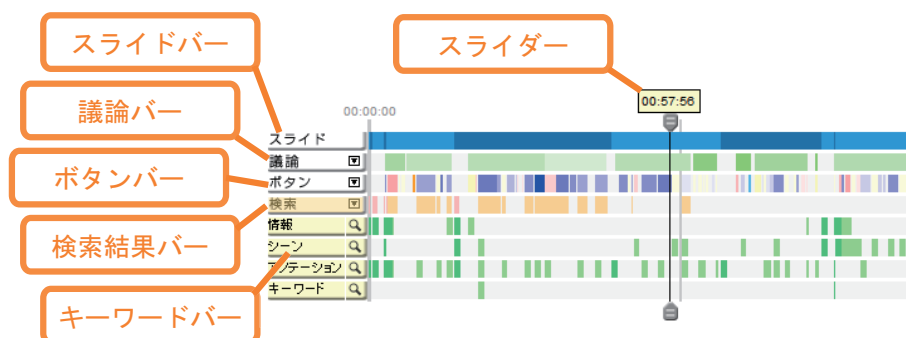 スライドバー
スライダー
議論バー
00:00:00
00:57:56
スライド
議論
ボタンバー
ボタン
検索
検索結果バー
情報
シーン
アノテーション
キーワード
キーワードバー